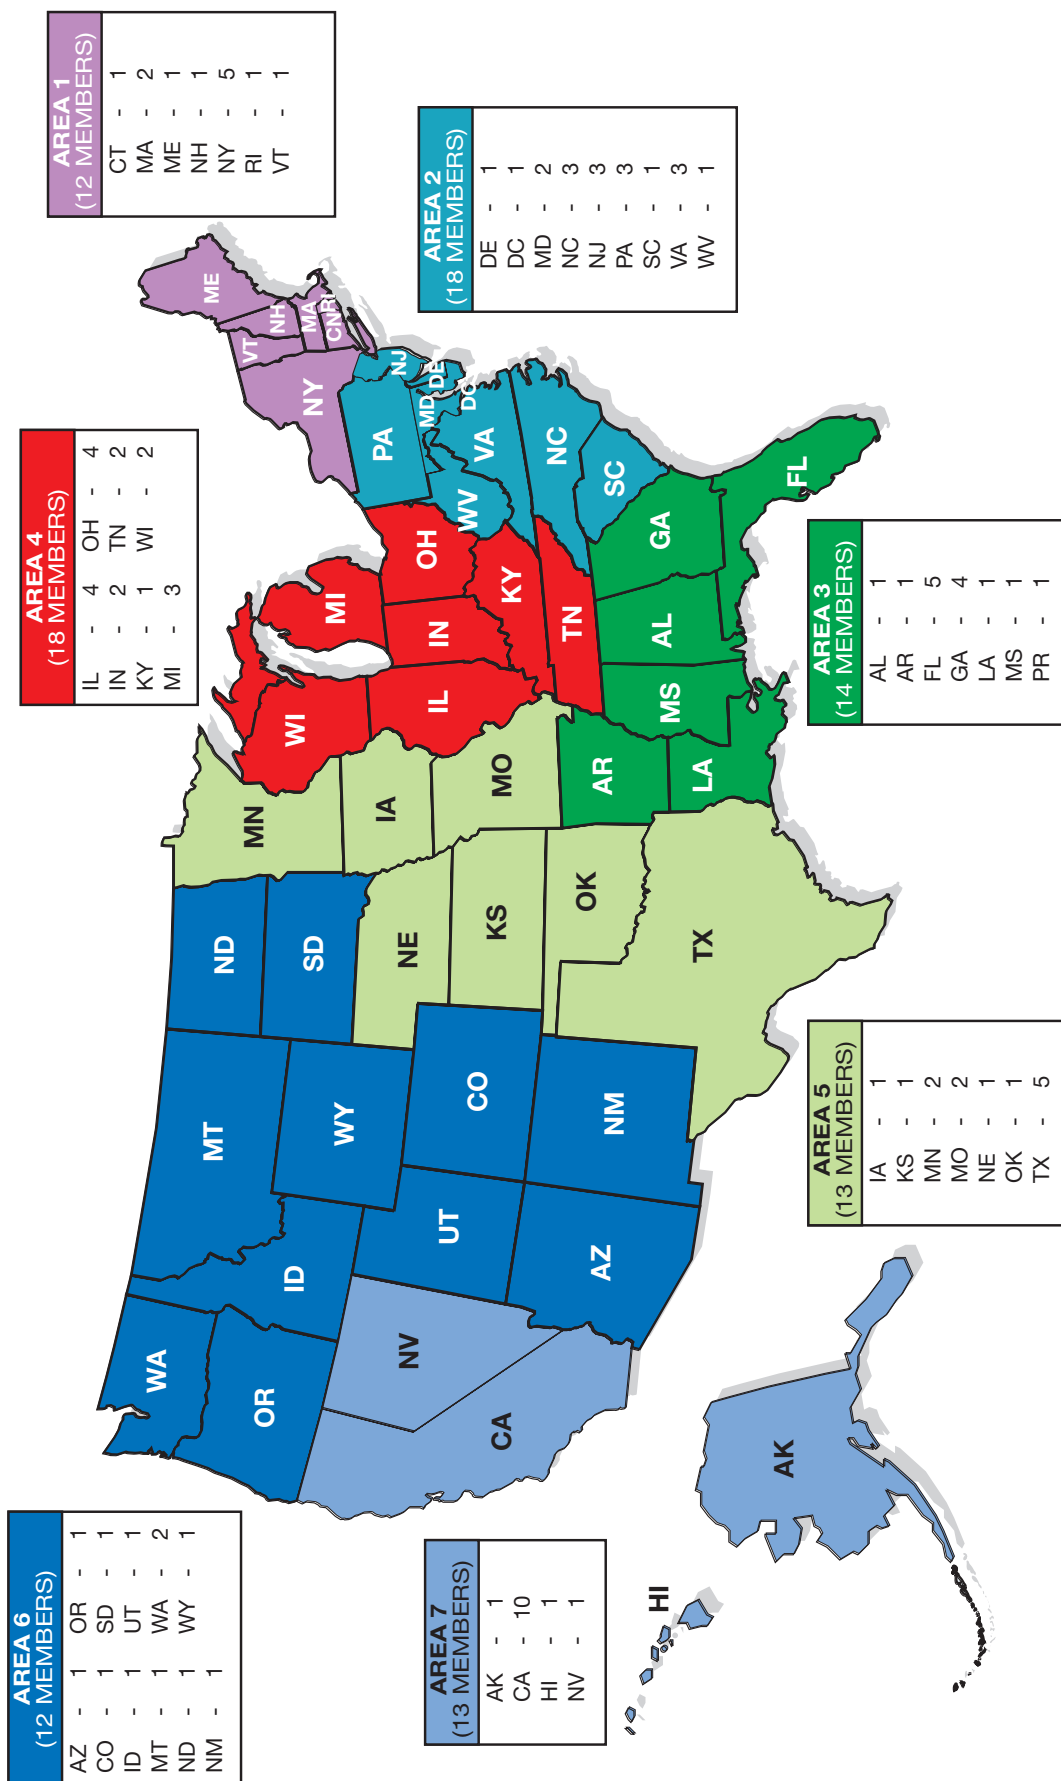 AREA 6
(12 MEMBERS)
AZ - 1 OR - 1
CO - 1 SD - 1
ID - 1 UT - 1
MT - 1 WA - 2
ND - 1 WY - 1
NM - 1
AREA 4
(18 MEMBERS)
IL - 4 OH - 4
IN - 2 TN - 2
KY - 1 WI - 2
MI - 3
AREA 1
(12 MEMBERS)
CT - 1
MA - 2
ME - 1
NH - 1
NY - 5
RI - 1
VT - 1
AREA 7
(13 MEMBERS)
AK - 1
CA - 10
HI - 1
NV - 1
AREA 2
(18 MEMBERS)
DE - 1
DC - 1
MD - 2
NC - 3
NJ - 3
PA - 3
SC - 1
VA - 3
WV - 1
AREA 5
(13 MEMBERS)
IA - 1
KS - 1
MN - 2
MO - 2
NE - 1
OK - 1
TX - 5
AREA 3
(14 MEMBERS)
AL - 1
AR - 1
FL - 5
GA - 4
LA - 1
MS - 1
PR - 1
WA
OR
ID
MT
ND
SD
WY
NV
CA
UT
AZ
CO
NM
MN
IA
NE
KS
MO
OK
TX
WI
MI
IL
IN
OH
KY
TN
AR
LA
MS
AL
GA
FL
ME
VT
NH
MA
CN
RI
NY
PA
NJ
MD
DE
DC
WV
VA
NC
SC
HI
AK